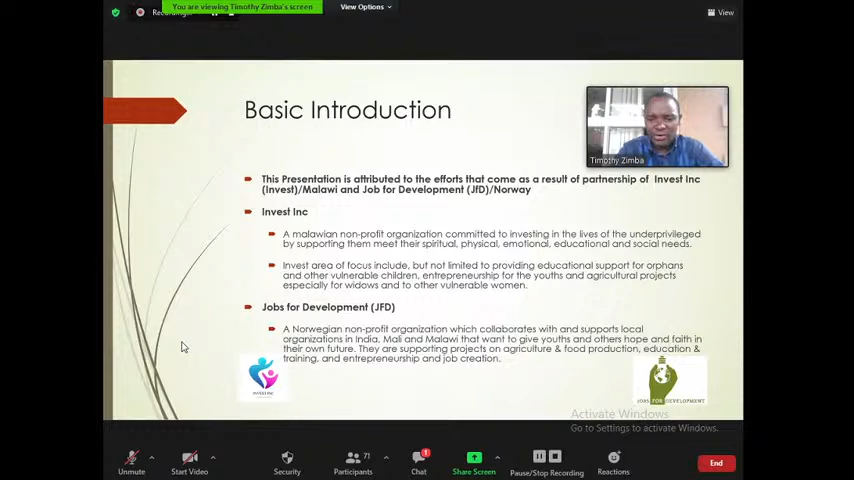 You are viewing Timothy Zimba's screen
View Options
View
Basic Introduction
Timothy Zimba
This Presentation is attributed to the efforts that come as a result of partnership of Invest Inc
(Invest)/Malawi and Job for Development (JfD)/Norway
Invest Inc
A malawian non-profit organization committed to investing in the lives of the underprivileged
by supporting them meet their spiritual, physical, emotional, educational and social needs.
Invest area of focus include, but not limited to providing educational support for orphans
and other vulnerable children, entrepreneurship for the youths and agricultural projects
especially for widows and to other vulnerable women.
Jobs for Development (JFD)
A Norwegian non-profit organization which collaborates with and supports local
organizations in India, Mali and Malawi that want to give youths and others hope and faith in
their own future. They are supporting projects on agriculture & food production, education &
training, and entrepreneurship and job creation.
INVEST INC
JOBS FOR DEVELOPMENT
Activate Windows
Go to Settings to activate Windows.
71
1
Unmute
Start Video
Security
Participants
Chat
Share Screen
Pause/Stop Recording
Reactions
End